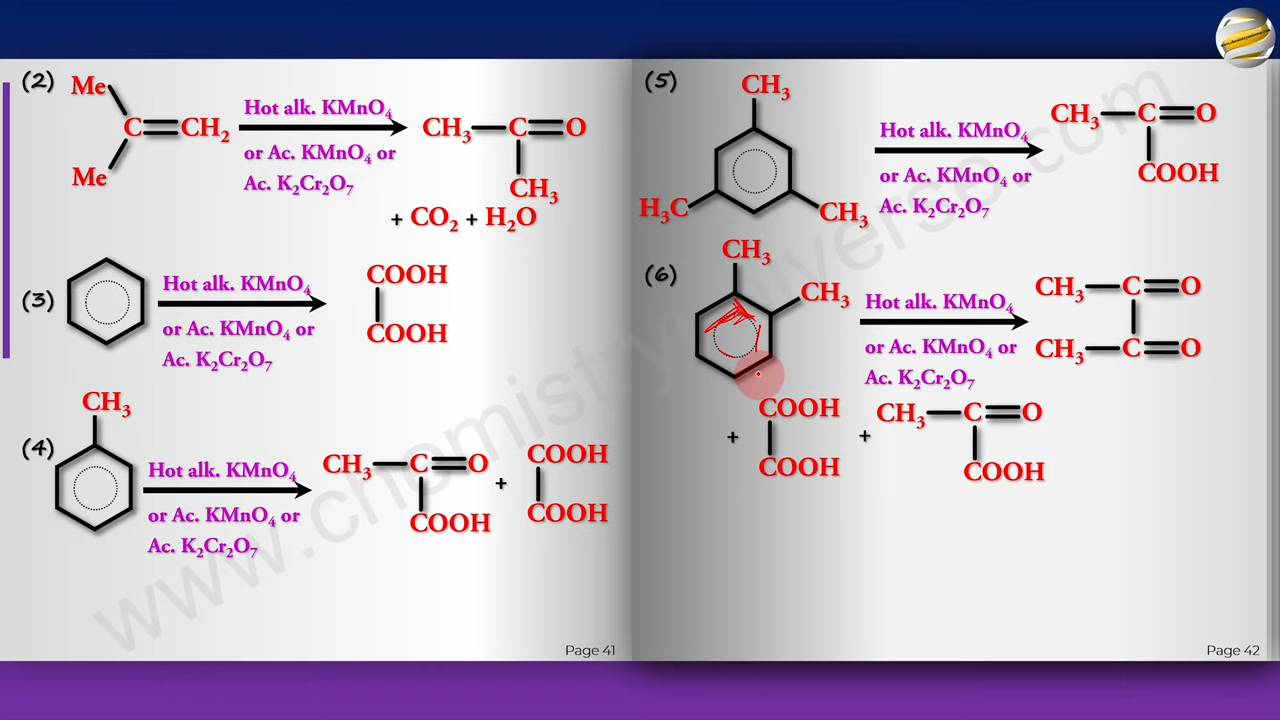 (2)
Me
C=CH₂
Me
Hot alk. KMnO₄
or Ac. KMnO₄ or
Ac. K₂Cr₂O₇
CH₃—C=O
CH₃
+ CO₂ + H₂O
(3)
Hot alk. KMnO₄
or Ac. KMnO₄ or
Ac. K₂Cr₂O₇
COOH
COOH
(4)
CH₃
Hot alk. KMnO₄
or Ac. KMnO₄ or
Ac. K₂Cr₂O₇
CH₃—C=O
COOH
+
COOH
COOH
Page 41
(5)
CH₃
H₃C
CH₃
Hot alk. KMnO₄
or Ac. KMnO₄ or
Ac. K₂Cr₂O₇
CH₃—C=O
COOH
(6)
CH₃
CH₃
Hot alk. KMnO₄
or Ac. KMnO₄ or
Ac. K₂Cr₂O₇
CH₃—C=O
CH₃—C=O
+
COOH
COOH
+
CH₃—C=O
COOH
Page 42